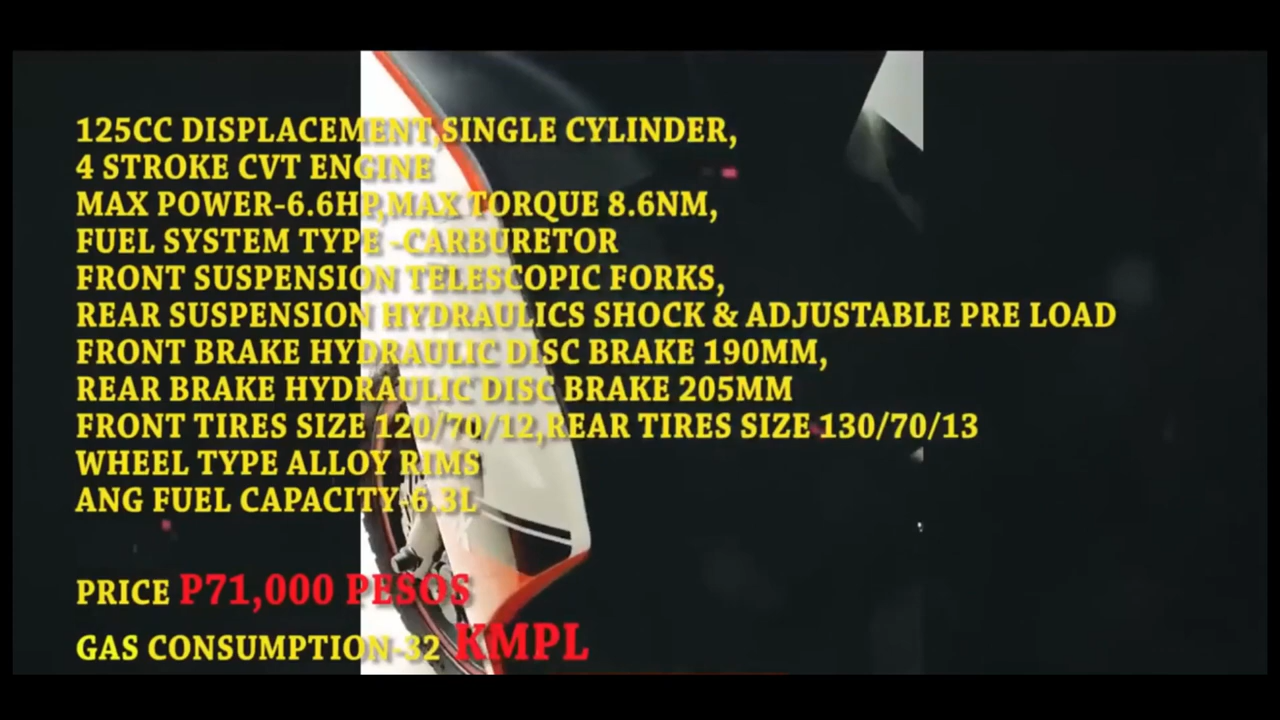 125CC DISPLACEMENT,SINGLE CYLINDER,
4 STROKE CVT ENGINE
MAX POWER-6.6HP,MAX TORQUE 8.6NM,
FUEL SYSTEM TYPE -CARBURETOR
FRONT SUSPENSION TELESCOPIC FORKS,
REAR SUSPENSION HYDRAULICS SHOCK & ADJUSTABLE PRE LOAD
FRONT BRAKE HYDRAULIC DISC BRAKE 190MM,
REAR BRAKE HYDRAULIC DISC BRAKE 205MM
FRONT TIRES SIZE 120/70/12,REAR TIRES SIZE 130/70/13
WHEEL TYPE ALLOY RIMS
ANG FUEL CAPACITY-6.3L
PRICE P71,000 PESOS
GAS CONSUMPTION-32 KMPL